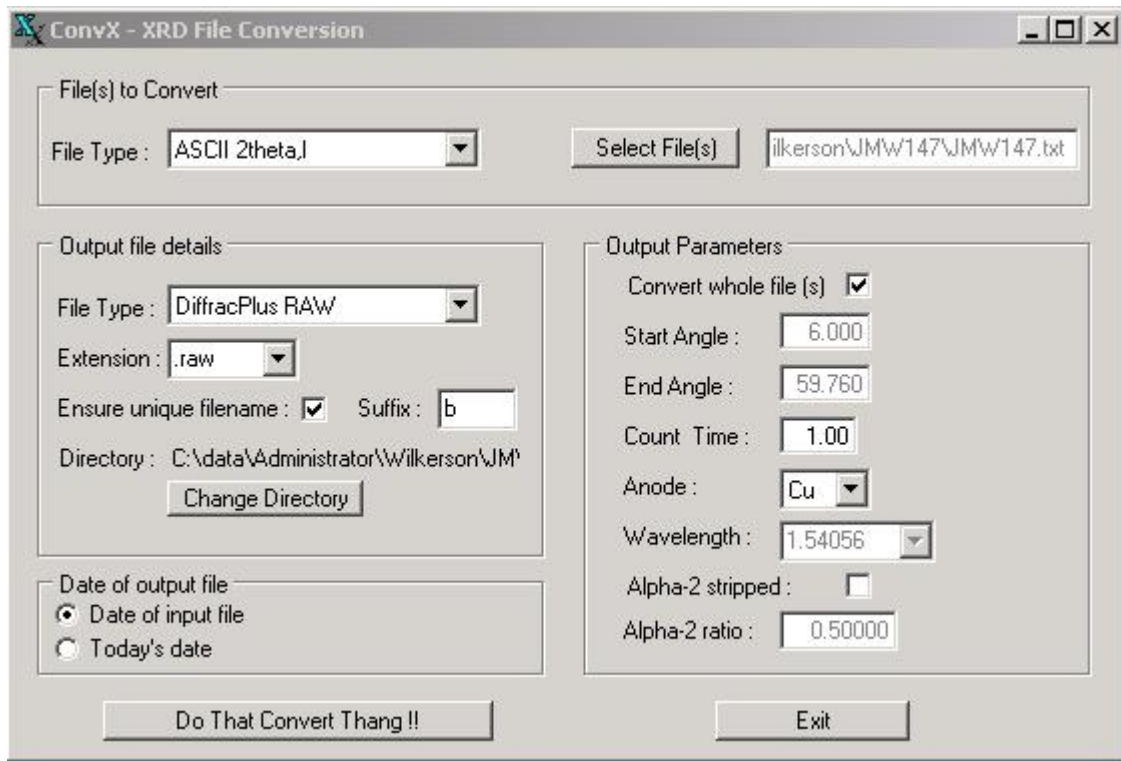 ConvX - XRD File Conversion
File(s) to Convert
File Type : ASCII 2theta,I
Select File(s)
ilkerson\JMW147\JMW147.txt
Output file details
File Type : DiffracPlus RAW
Extension : .raw
Ensure unique filename : Suffix : b
Directory : C:\data\Administrator\Wilkerson\JM\
Change Directory
Date of output file
Date of input file
Today's date
Output Parameters
Convert whole file (s)
Start Angle : 6.000
End Angle : 59.760
Count Time : 1.00
Anode : Cu
Wavelength : 1.54056
Alpha-2 stripped :
Alpha-2 ratio : 0.50000
Do That Convert Thang !!
Exit